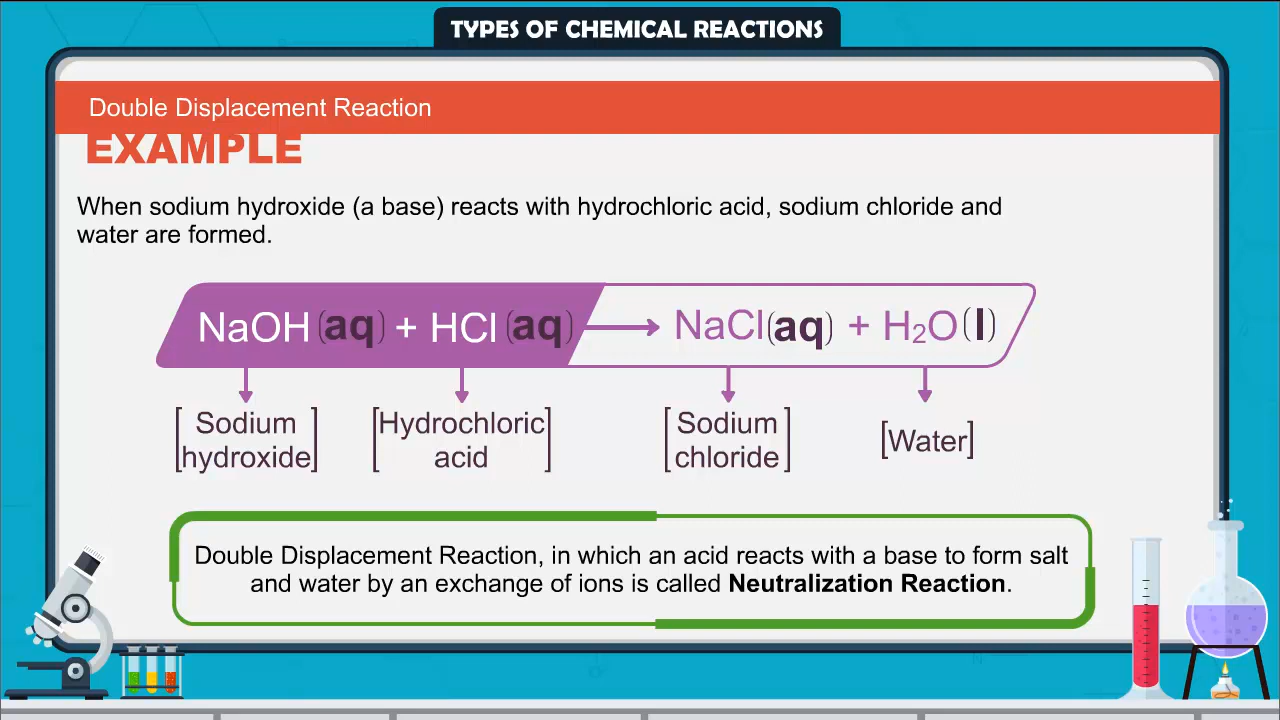 TYPES OF CHEMICAL REACTIONS
Double Displacement Reaction
EXAMPLE
When sodium hydroxide (a base) reacts with hydrochloric acid, sodium chloride and
water are formed.
NaOH (aq) + HCl (aq) → NaCl(aq) + H₂O(l)
[Sodium hydroxide] [Hydrochloric acid] [Sodium chloride] [Water]
Double Displacement Reaction, in which an acid reacts with a base to form salt
and water by an exchange of ions is called Neutralization Reaction.